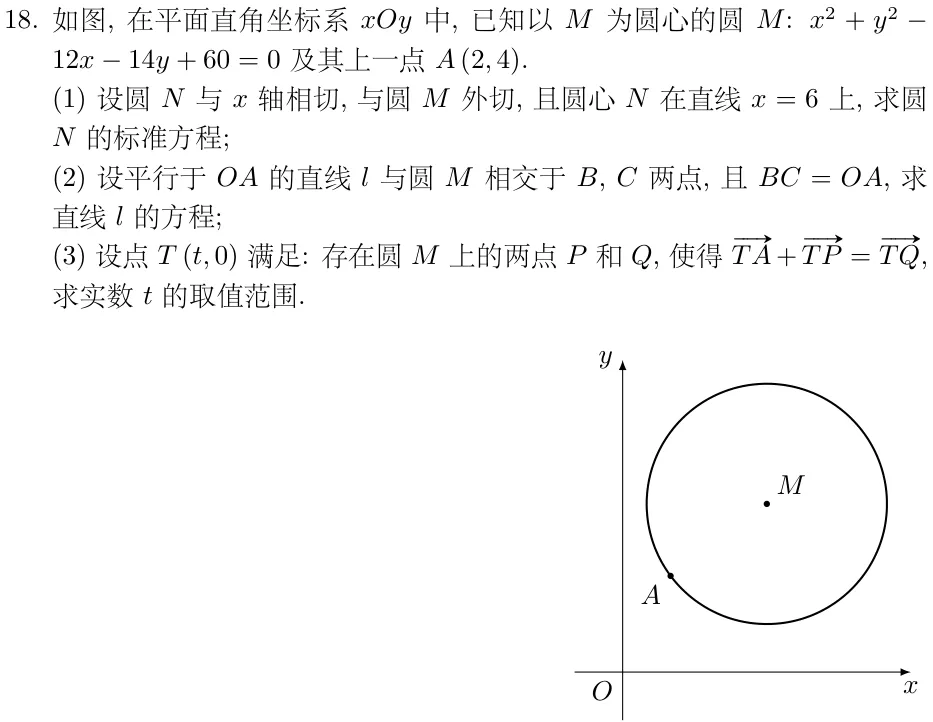 18. 如图, 在平面直角坐标系 xOy 中, 已知以 M 为圆心的圆 M: x² + y² −
12x − 14y + 60 = 0 及其上一点 A (2, 4).
(1) 设圆 N 与 x 轴相切, 与圆 M 外切, 且圆心 N 在直线 x = 6 上, 求圆
N 的标准方程;
(2) 设平行于 OA 的直线 l 与圆 M 相交于 B, C 两点, 且 BC = OA, 求
直线 l 的方程;
(3) 设点 T (t, 0) 满足: 存在圆 M 上的两点 P 和 Q, 使得 \overrightarrow{TA} + \overrightarrow{TP} = \overrightarrow{TQ},
求实数 t 的取值范围.
y
M
A
O
x